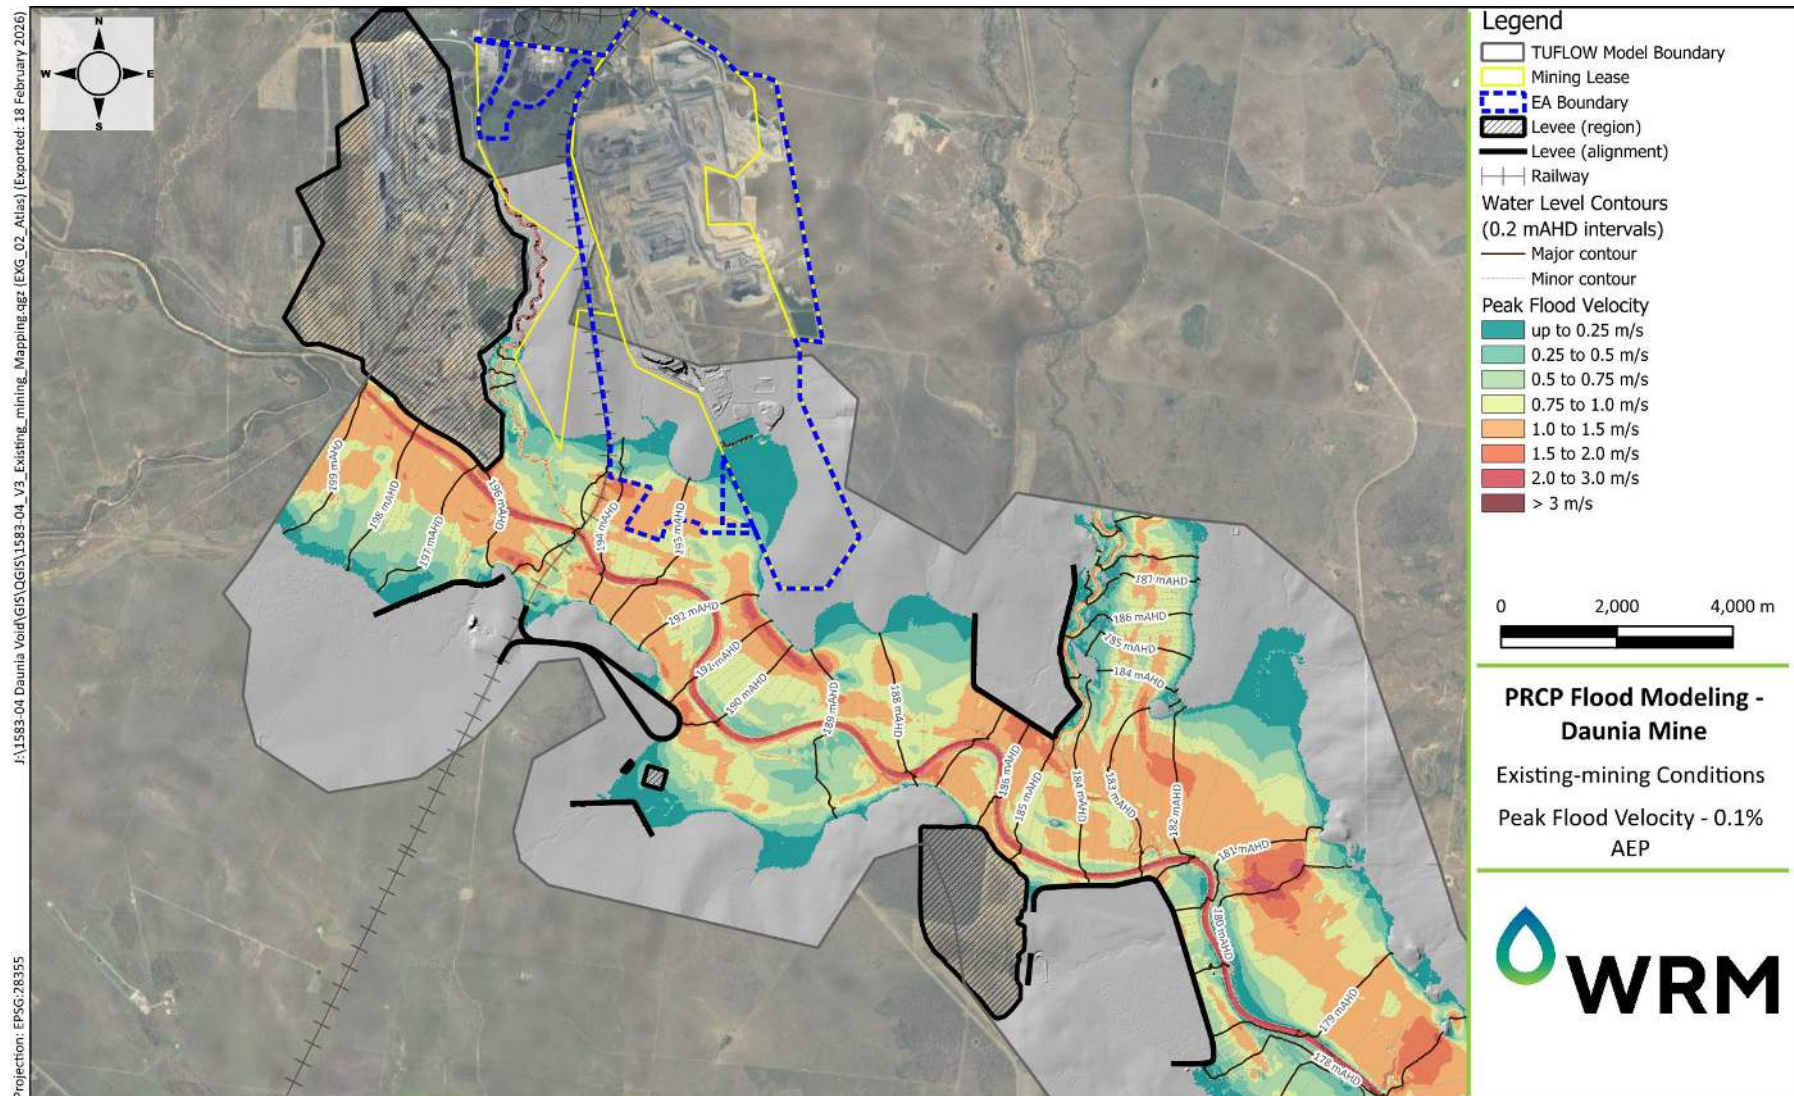 J:\1583-04 Daunia Void\GIS\QGIS\1583-04_V3_Existing_mining_Mapping.qgz (EXG_02_Atlas) (Exported: 18 February 2026)
Projection: EPSG:28355
N
W
E
S
199 mAHD
198 mAHD
197 mAHD
196 mAHD
194 mAHD
193 mAHD
192 mAHD
191 mAHD
190 mAHD
189 mAHD
188 mAHD
187 mAHD
186 mAHD
185 mAHD
184 mAHD
186 mAHD
185 mAHD
184 mAHD
183 mAHD
182 mAHD
181 mAHD
180 mAHD
179 mAHD
178 mAHD
Legend
TUFLOW Model Boundary
Mining Lease
EA Boundary
Levee (region)
Levee (alignment)
Railway
Water Level Contours
(0.2 mAHD intervals)
Major contour
Minor contour
Peak Flood Velocity
up to 0.25 m/s
0.25 to 0.5 m/s
0.5 to 0.75 m/s
0.75 to 1.0 m/s
1.0 to 1.5 m/s
1.5 to 2.0 m/s
2.0 to 3.0 m/s
> 3 m/s
0 2,000 4,000 m
PRCP Flood Modeling -
Daunia Mine
Existing-mining Conditions
Peak Flood Velocity - 0.1%
AEP
WRM